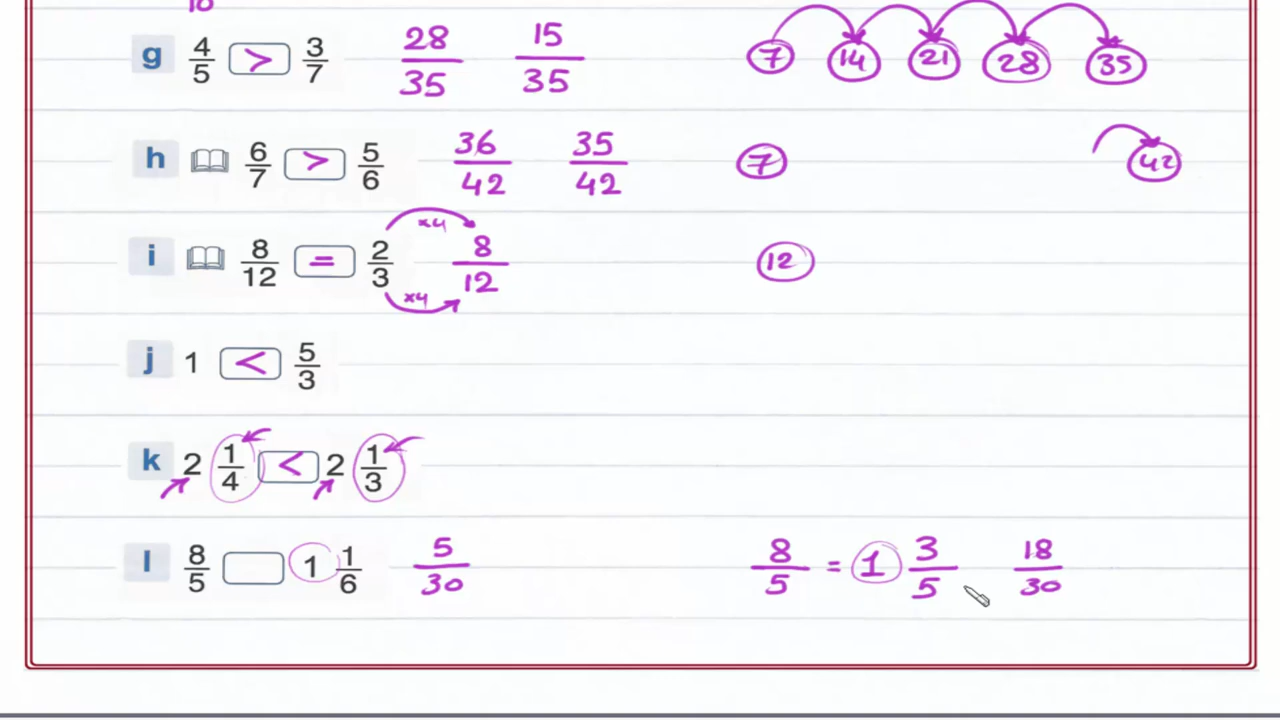 10
g 4/5 > 3/7 28/35 15/35 7 14 21 28 35
h 6/7 > 5/6 36/42 35/42 7 42
i 8/12 = 2/3 ×4 ×4 8/12 12
j 1 < 5/3
k 2 1/4 < 2 1/3
l 8/5 1 1/6 5/30 8/5 = 1 3/5 18/30